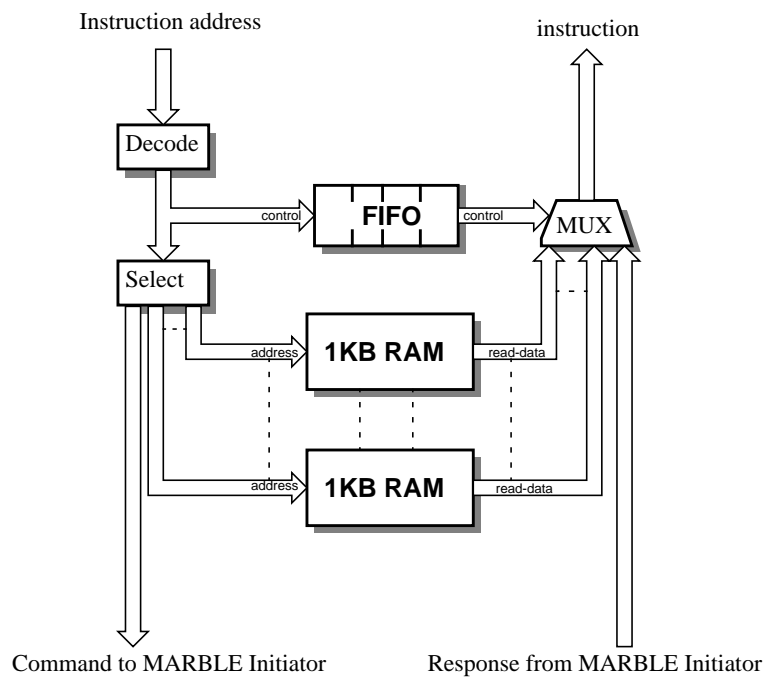 Instruction address
instruction
Decode
control
FIFO
control
MUX
Select
address
1KB RAM
read-data
address
1KB RAM
read-data
Command to MARBLE Initiator
Response from MARBLE Initiator